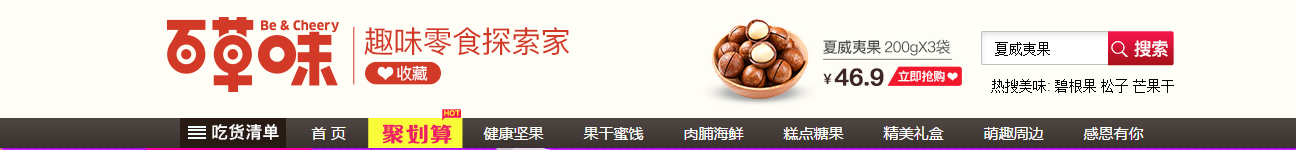 百草味
Be & Cheery
趣味零食探索家
收藏
夏威夷果 200gX3袋
¥46.9 立即抢购
夏威夷果 搜索
热搜美味: 碧根果 松子 芒果干
吃货清单 首页 聚划算 HOT 健康坚果 果干蜜饯 肉脯海鲜 糕点糖果 精美礼盒 萌趣周边 感恩有你